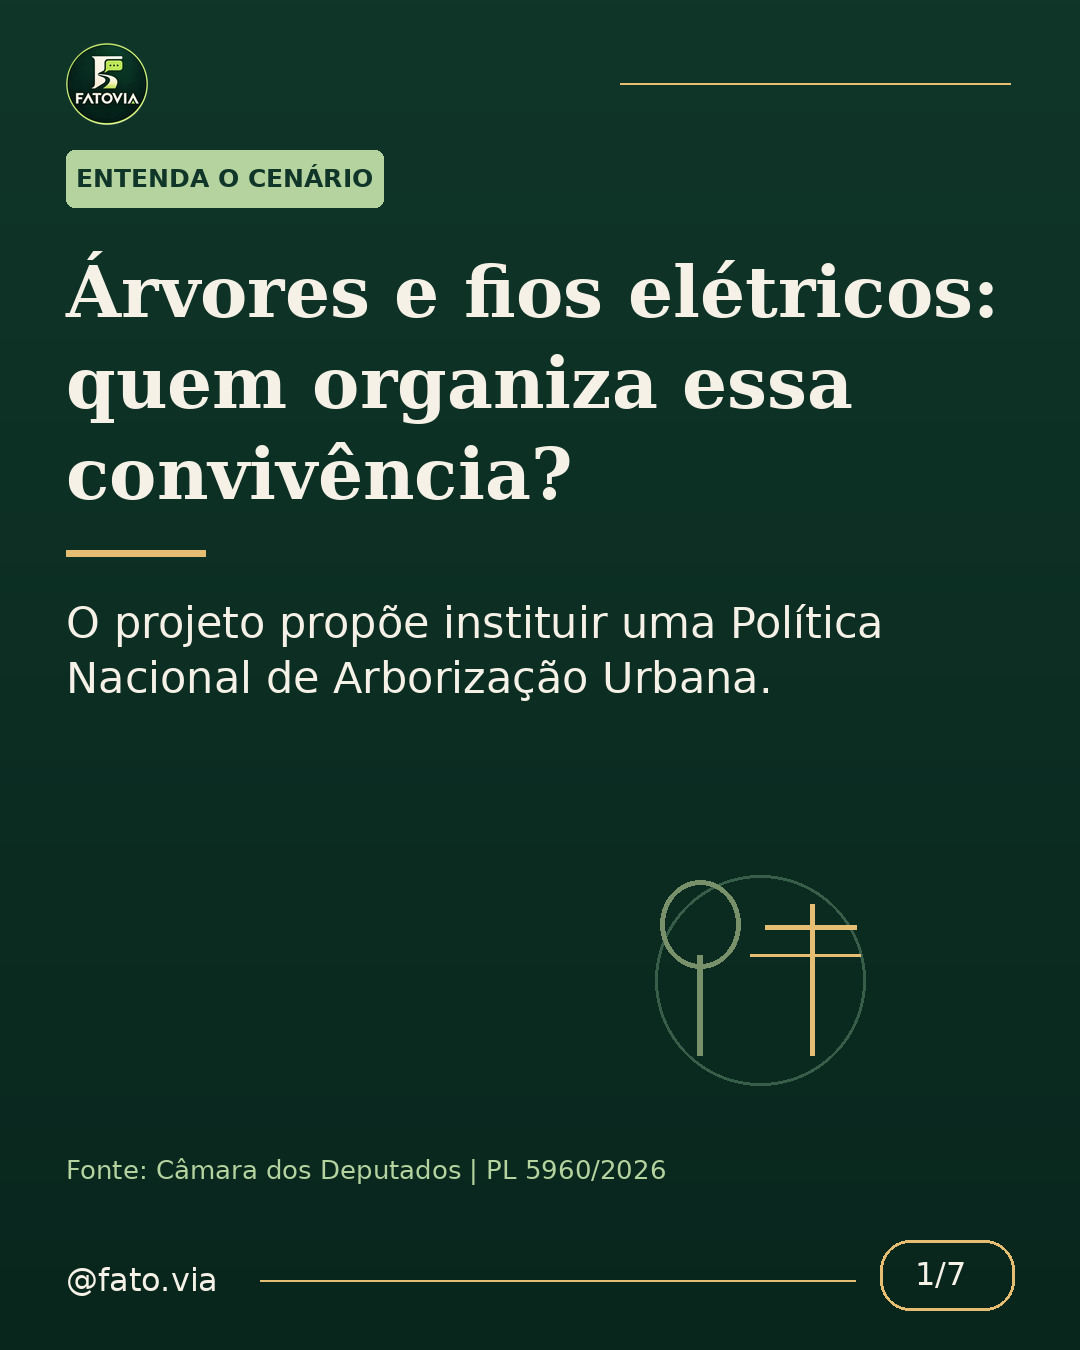 FATOVIA
ENTENDA O CENÁRIO
Árvores e fios elétricos:
quem organiza essa
convivência?
O projeto propõe instituir uma Política
Nacional de Arborização Urbana.
Fonte: Câmara dos Deputados | PL 5960/2026
@fato.via
1/7